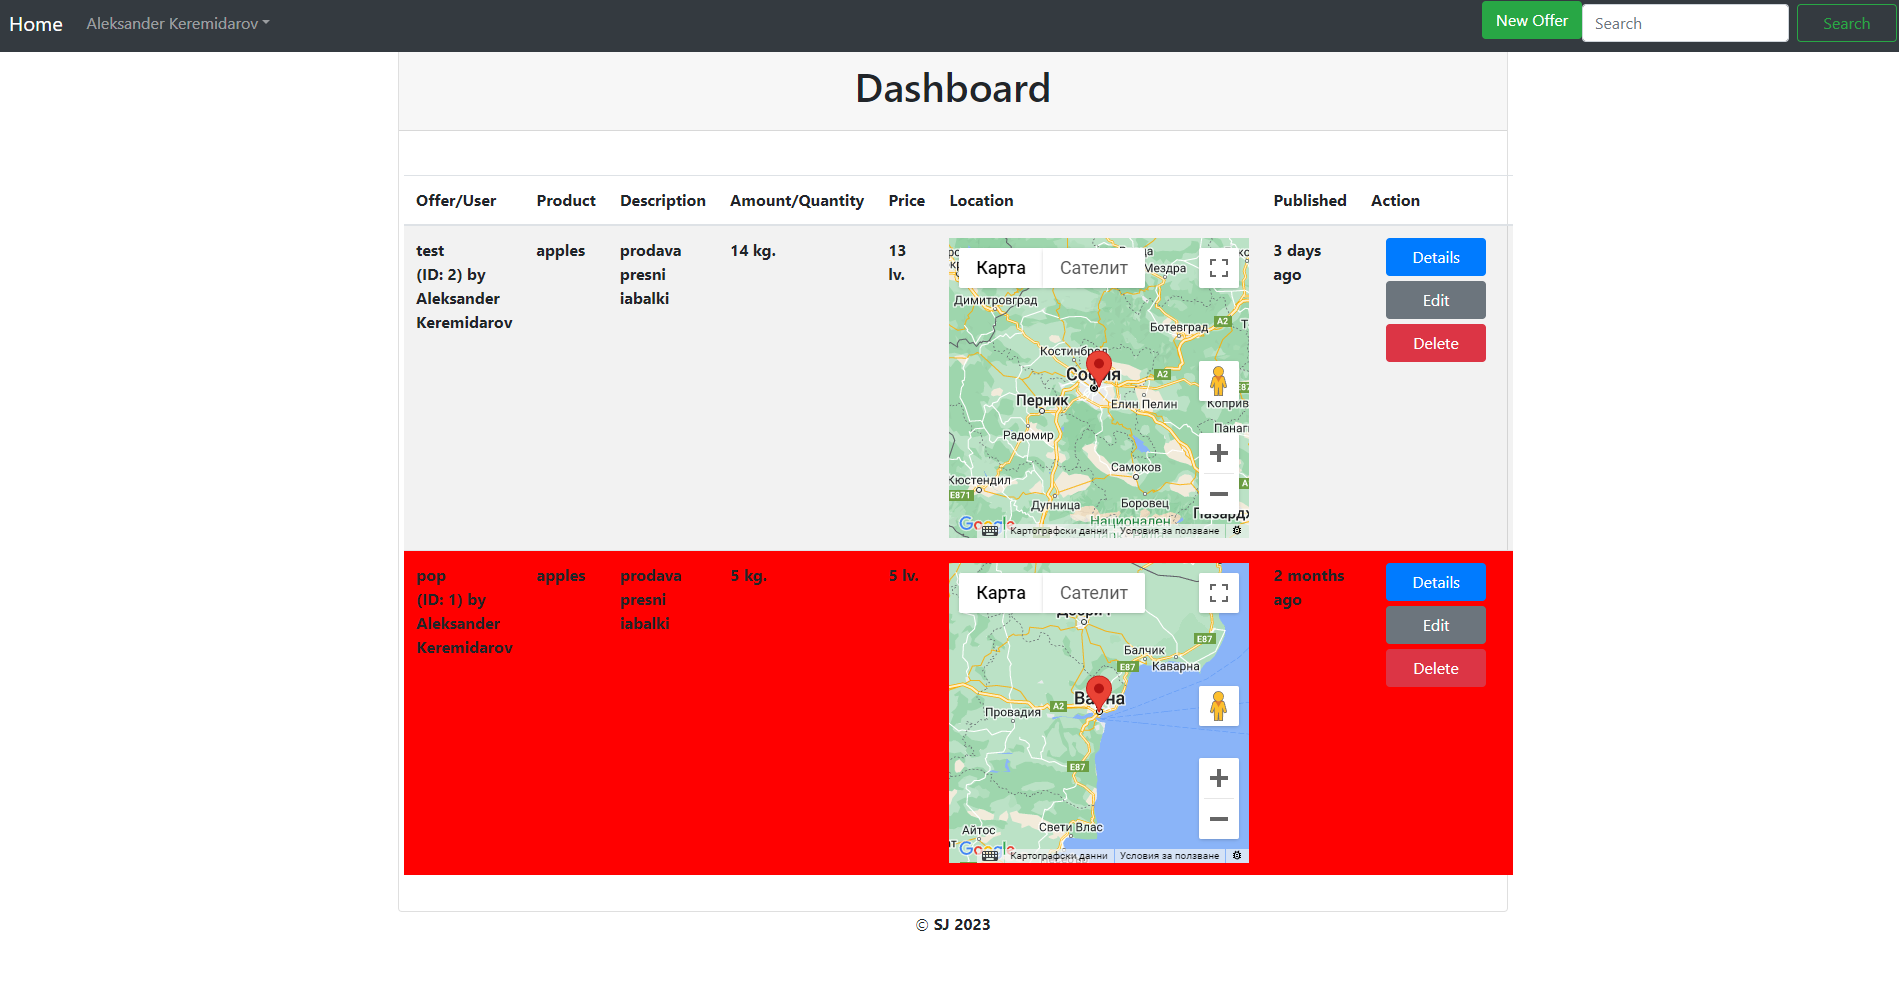 Home Aleksander Keremidarov New Offer Search Search
Dashboard
Offer/User Product Description Amount/Quantity Price Location Published Action
test
(ID: 2) by
Aleksander
Keremidarov
apples
prodava
presni
iabalki
14 kg.
13
lv.
Карта Сателит
Мездра
Димитровград
Ботевград A2
Костинброд
София A2
Перник
Елин Пелин
Радомир
Самоков
Кюстендил
E871
Дупница
Боровец
Национален
Google
Картографски данни Условия за ползване
3 days
ago
Details
Edit
Delete
pop
(ID: 1) by
Aleksander
Keremidarov
apples
prodava
presni
iabalki
5 kg.
5 lv.
Карта Сателит
E87
Балчик
E87 Каварна
Варна
Провадия A2
E87
Айтос
Свети Влас
Google
Картографски данни Условия за ползване
2 months
ago
Details
Edit
Delete
© SJ 2023